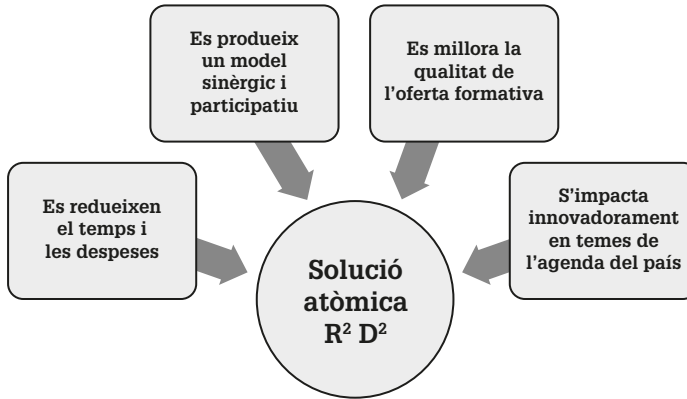 Es produeix
un model
sinèrgic i
participatiu
Es millora la
qualitat de
l'oferta formativa
Es redueixen
el temps i
les despeses
S'impacta
innovadorament
en temes de
l'agenda del país
Solució
atòmica
R² D²